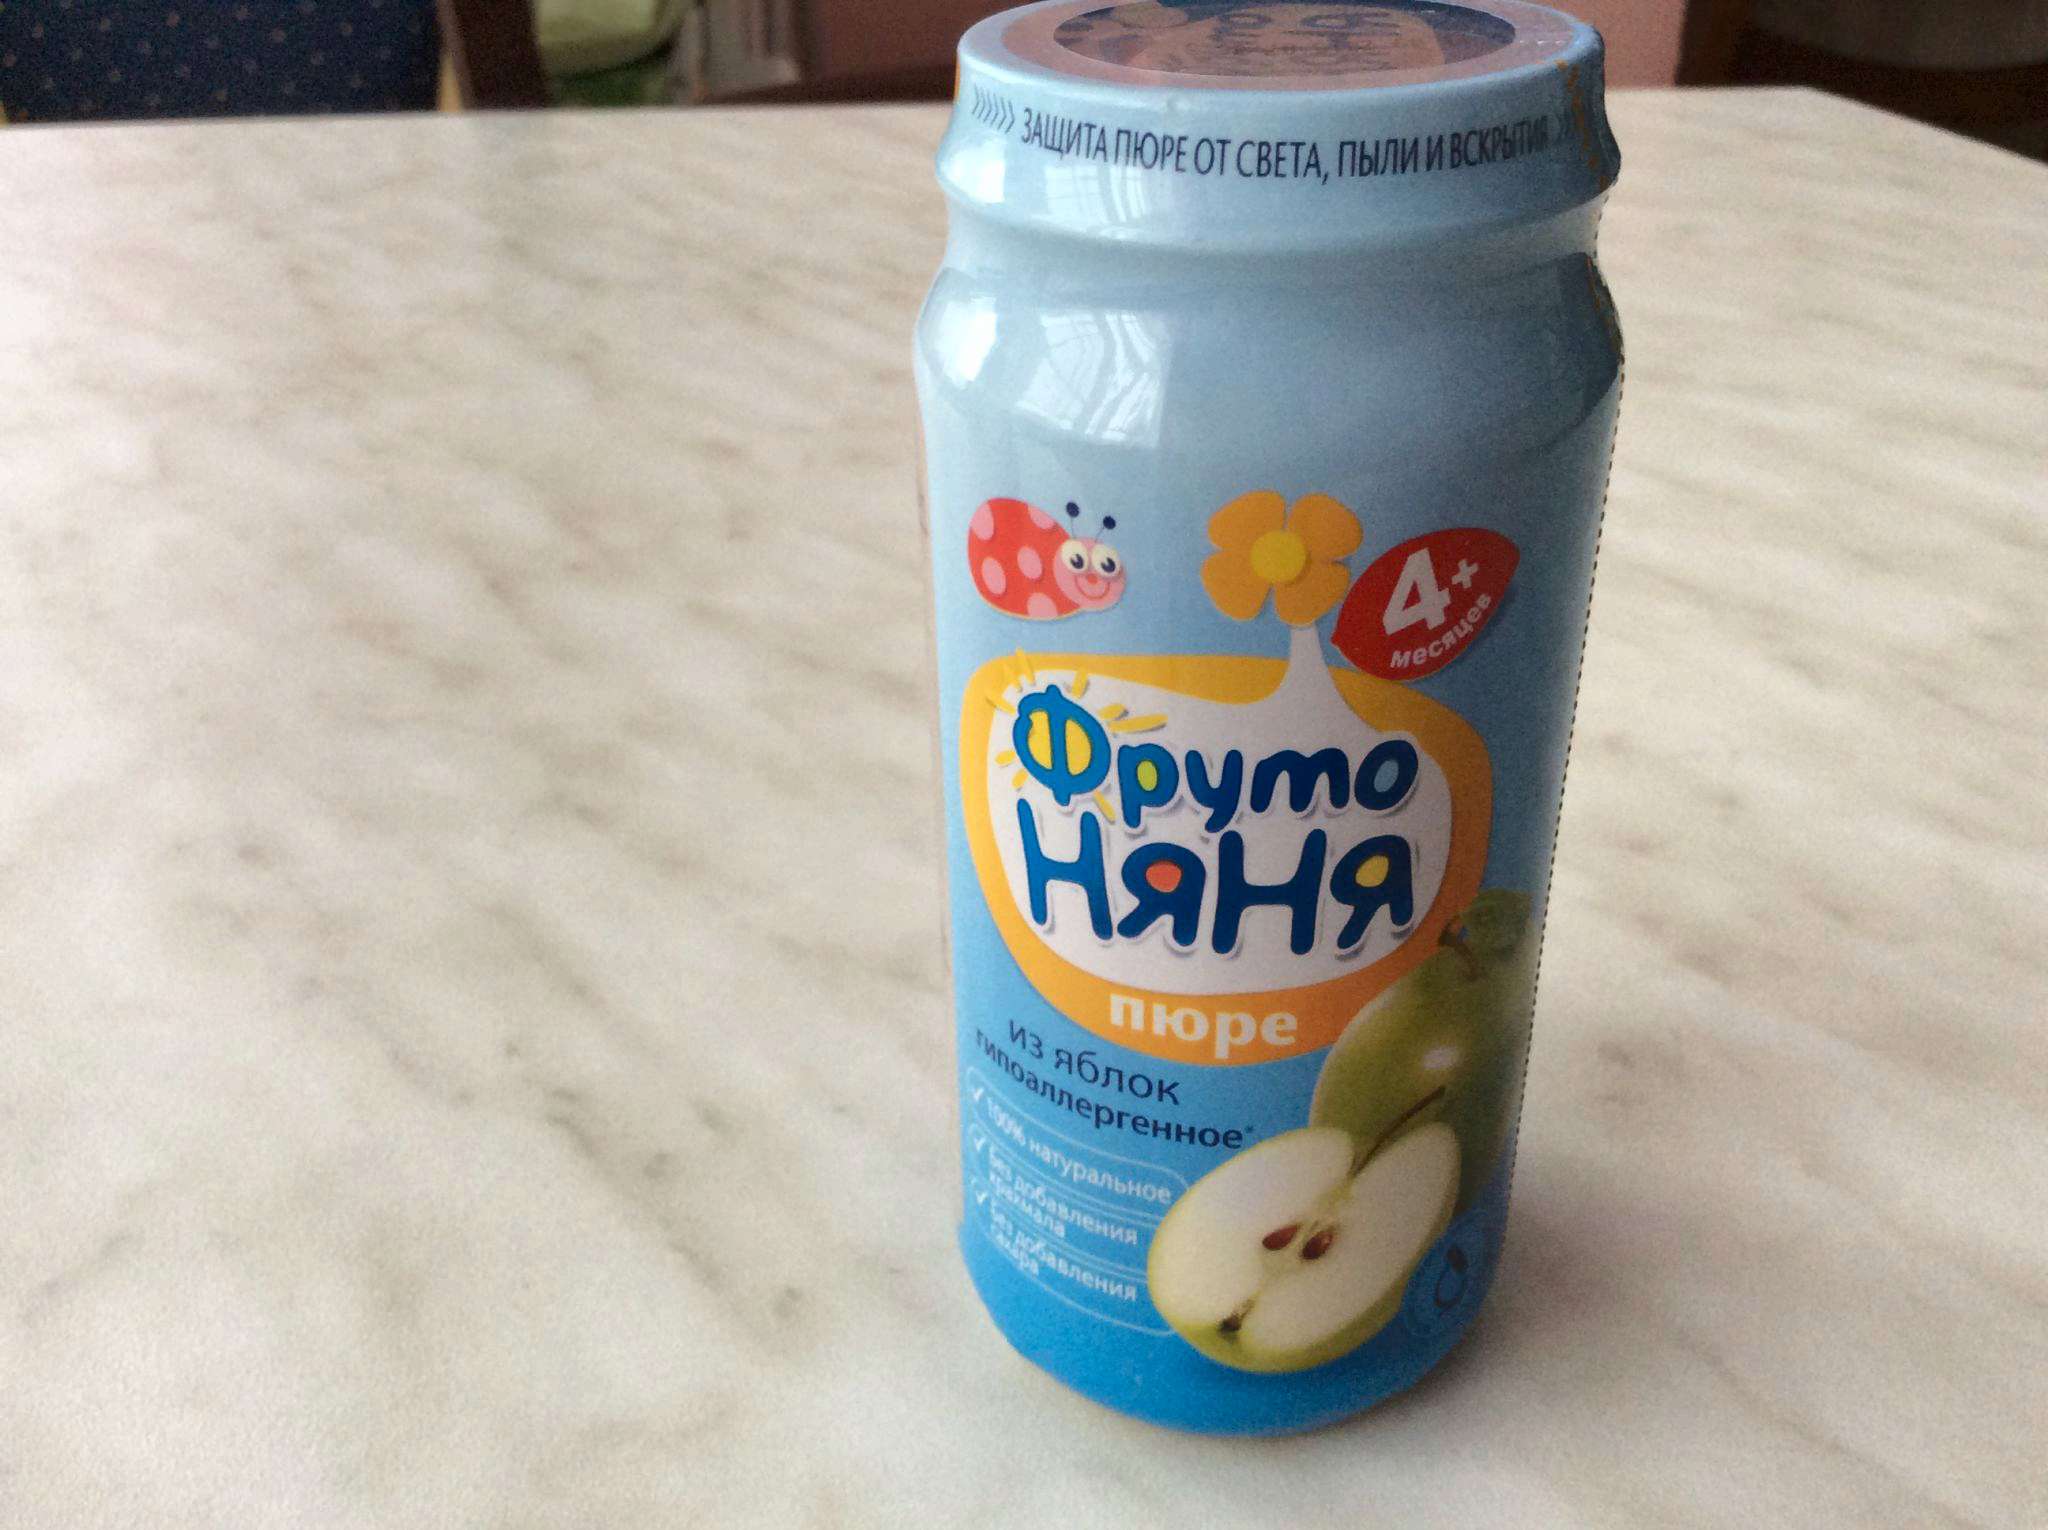 ЗАЩИТА ПЮРЕ ОТ СВЕТА, ПЫЛИ И ВСКРЫТИЯ
4+
месяцев
Фруто
Няня
пюре
из яблок
гипоаллергенное*
100% натуральное
без добавления
крахмала
без добавления
сахара